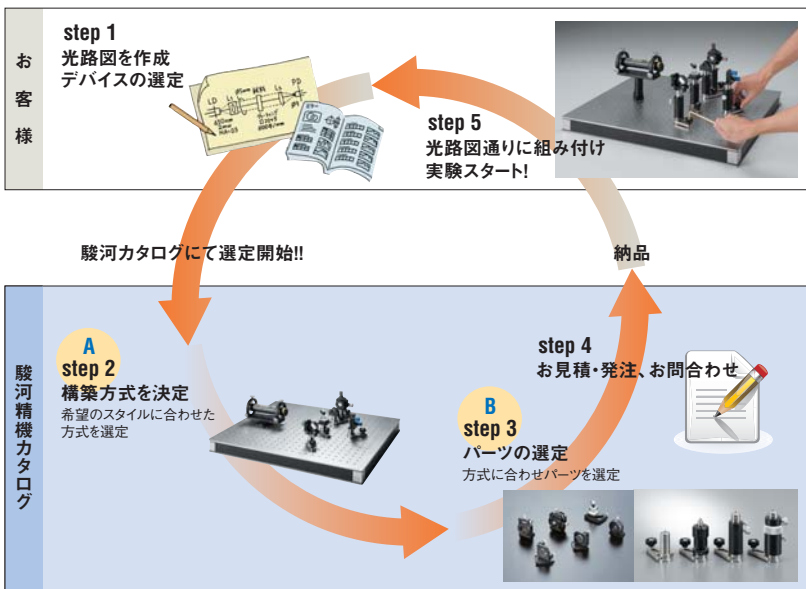 お客様
step 1
光路図を作成
デバイスの選定
LD
PD
step 5
光路図通りに組み付け
実験スタート!
駿河カタログにて選定開始!!
納品
駿河精機カタログ
A
step 2
構築方式を決定
希望のスタイルに合わせた
方式を選定
step 4
お見積・発注、お問合わせ
B
step 3
パーツの選定
方式に合わせパーツを選定